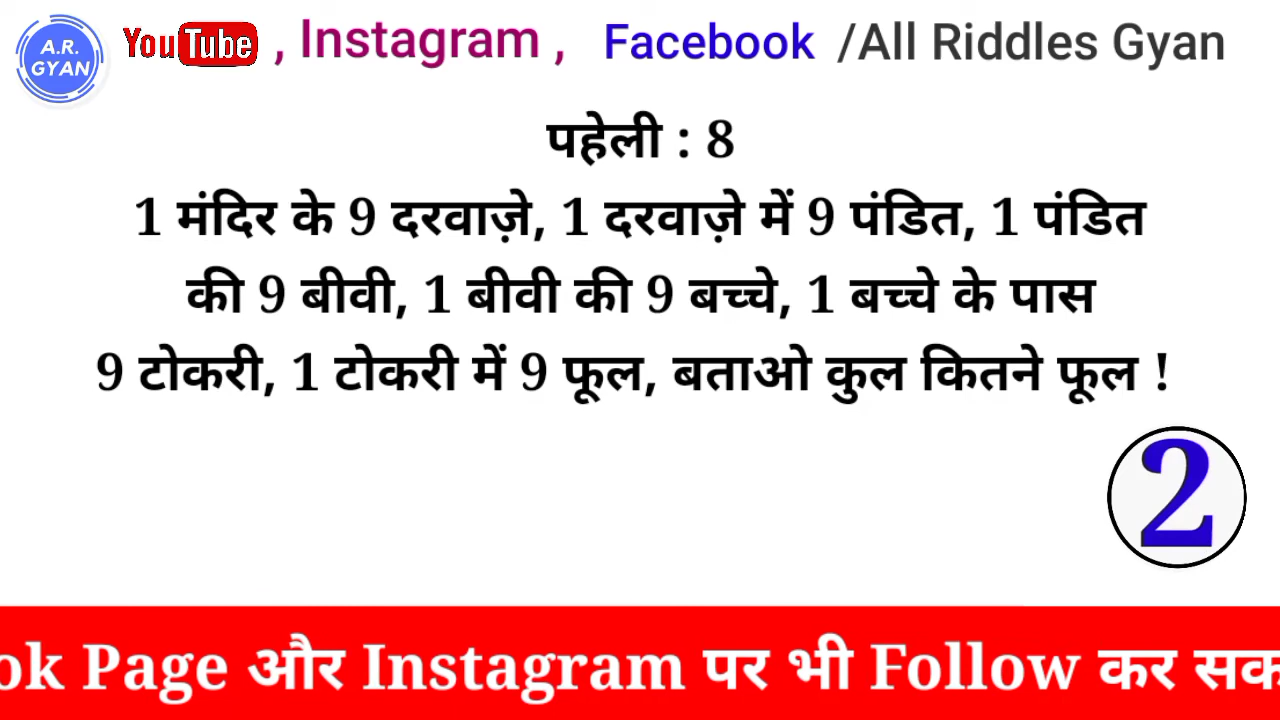 A.R.
GYAN
YouTube , Instagram , Facebook /All Riddles Gyan
पहेली : 8
1 मंदिर के 9 दरवाज़े, 1 दरवाज़े में 9 पंडित, 1 पंडित
की 9 बीवी, 1 बीवी की 9 बच्चे, 1 बच्चे के पास
9 टोकरी, 1 टोकरी में 9 फूल, बताओ कुल कितने फूल !
2
ok Page और Instagram पर भी Follow कर सक